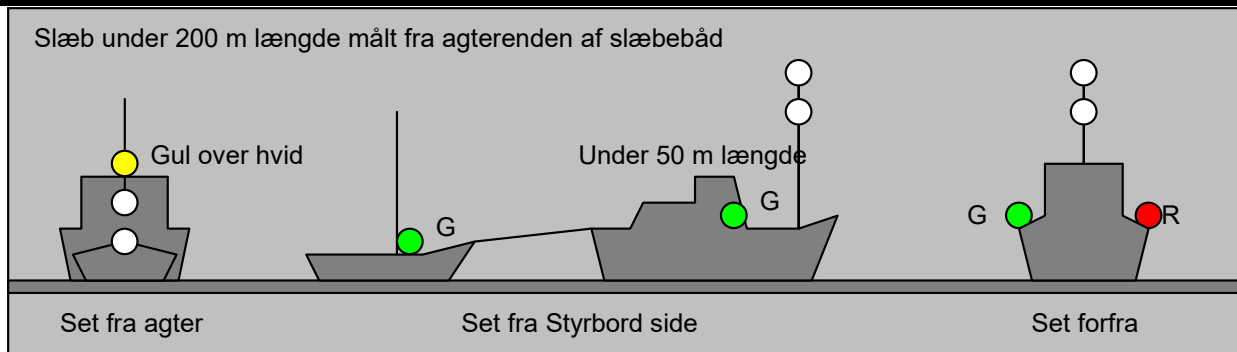 Slæb under 200 m længde målt fra agterenden af slæbebåd
Gul over hvid
Under 50 m længde
G
G
G
R
Set fra agter
Set fra Styrbord side
Set forfra